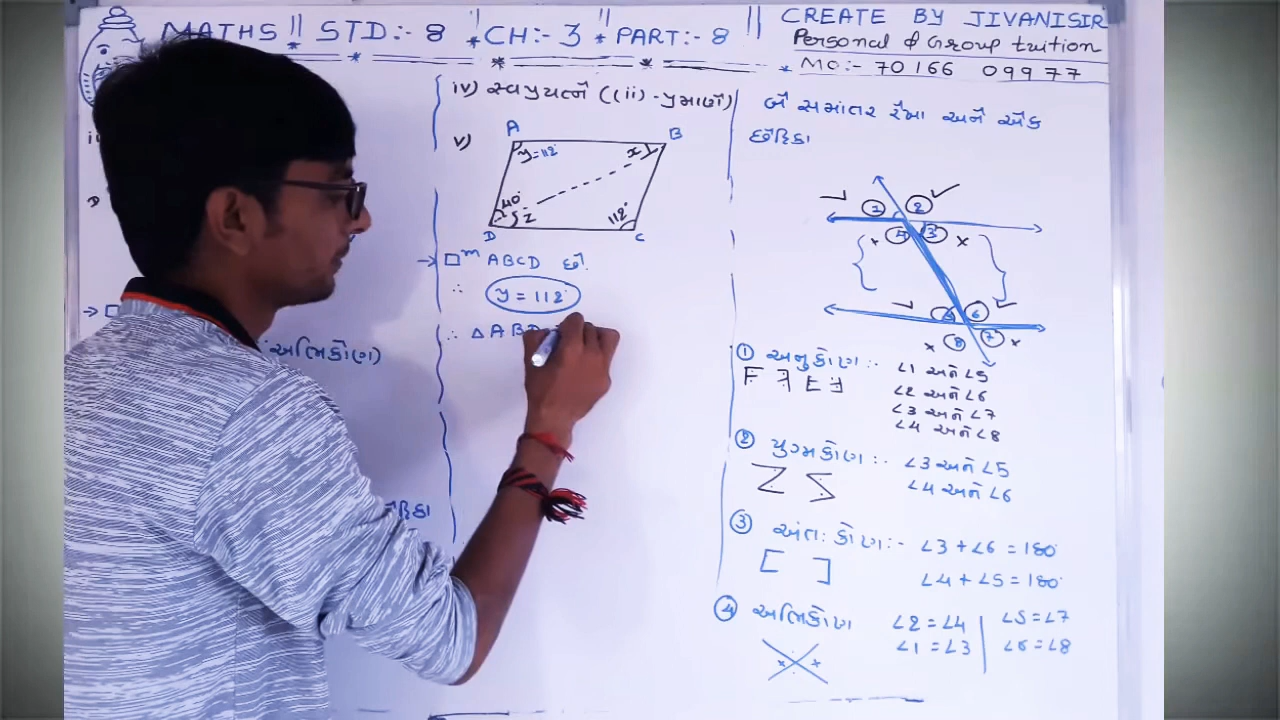 MATHS || STD:- 8 || CH:- 3 PART:- 8 ||
CREATE BY JIVANISIR
Personal & Group tuition
MO:- 70166 09977
iv) સ્વપ્રયત્ને ((ii) - પ્રમાણે)
v)
A
B
y=112°
x
40°
z
112°
D
C
→ □ᵐ ABCD છે.
∴ y = 112°
∴ △ ABD
અભિકોણ)
છેદિકા
બે સમાંતર રેખા અને એક
છેદિકા
1 2
4 3
5 6
8 7
① અનુકોણ :- ∠1 અને ∠5
∠2 અને ∠6
∠3 અને ∠7
∠4 અને ∠8
② યુગ્મકોણ :- ∠3 અને ∠5
∠4 અને ∠6
③ અંતઃકોણ:- ∠3 + ∠6 = 180°
∠4 + ∠5 = 180°
④ અભિકોણ ∠2 = ∠4 | ∠5 = ∠7
∠1 = ∠3 | ∠6 = ∠8